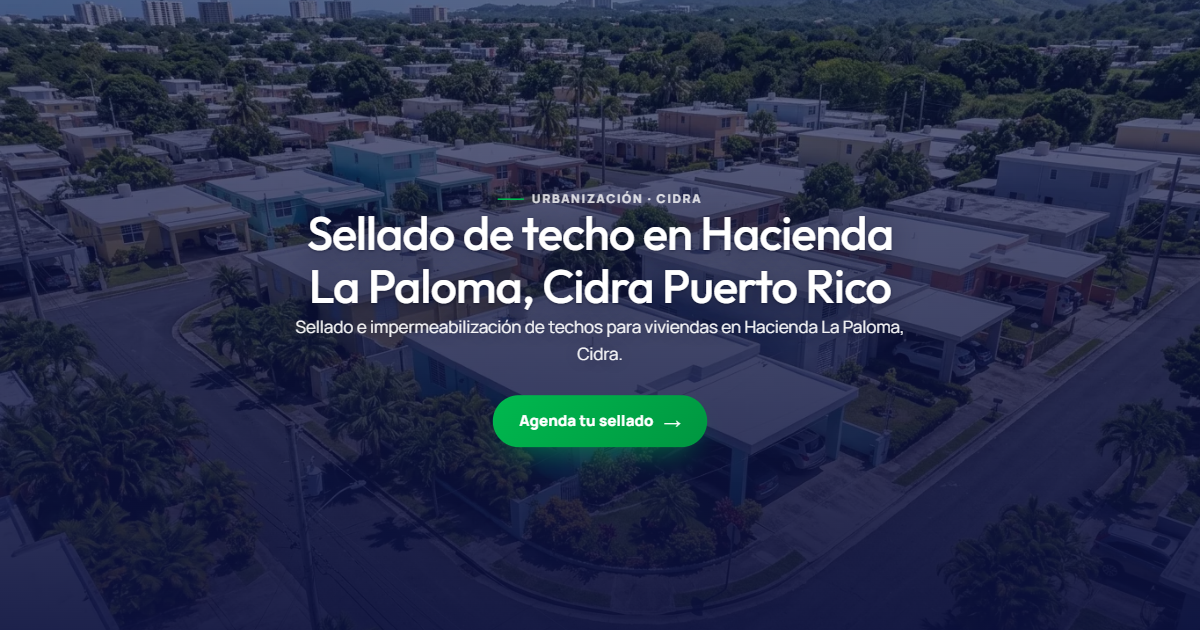 URBANIZACIÓN · CIDRA
Sellado de techo en Hacienda
La Paloma, Cidra Puerto Rico
Sellado e impermeabilización de techos para viviendas en Hacienda La Paloma,
Cidra.
Agenda tu sellado →